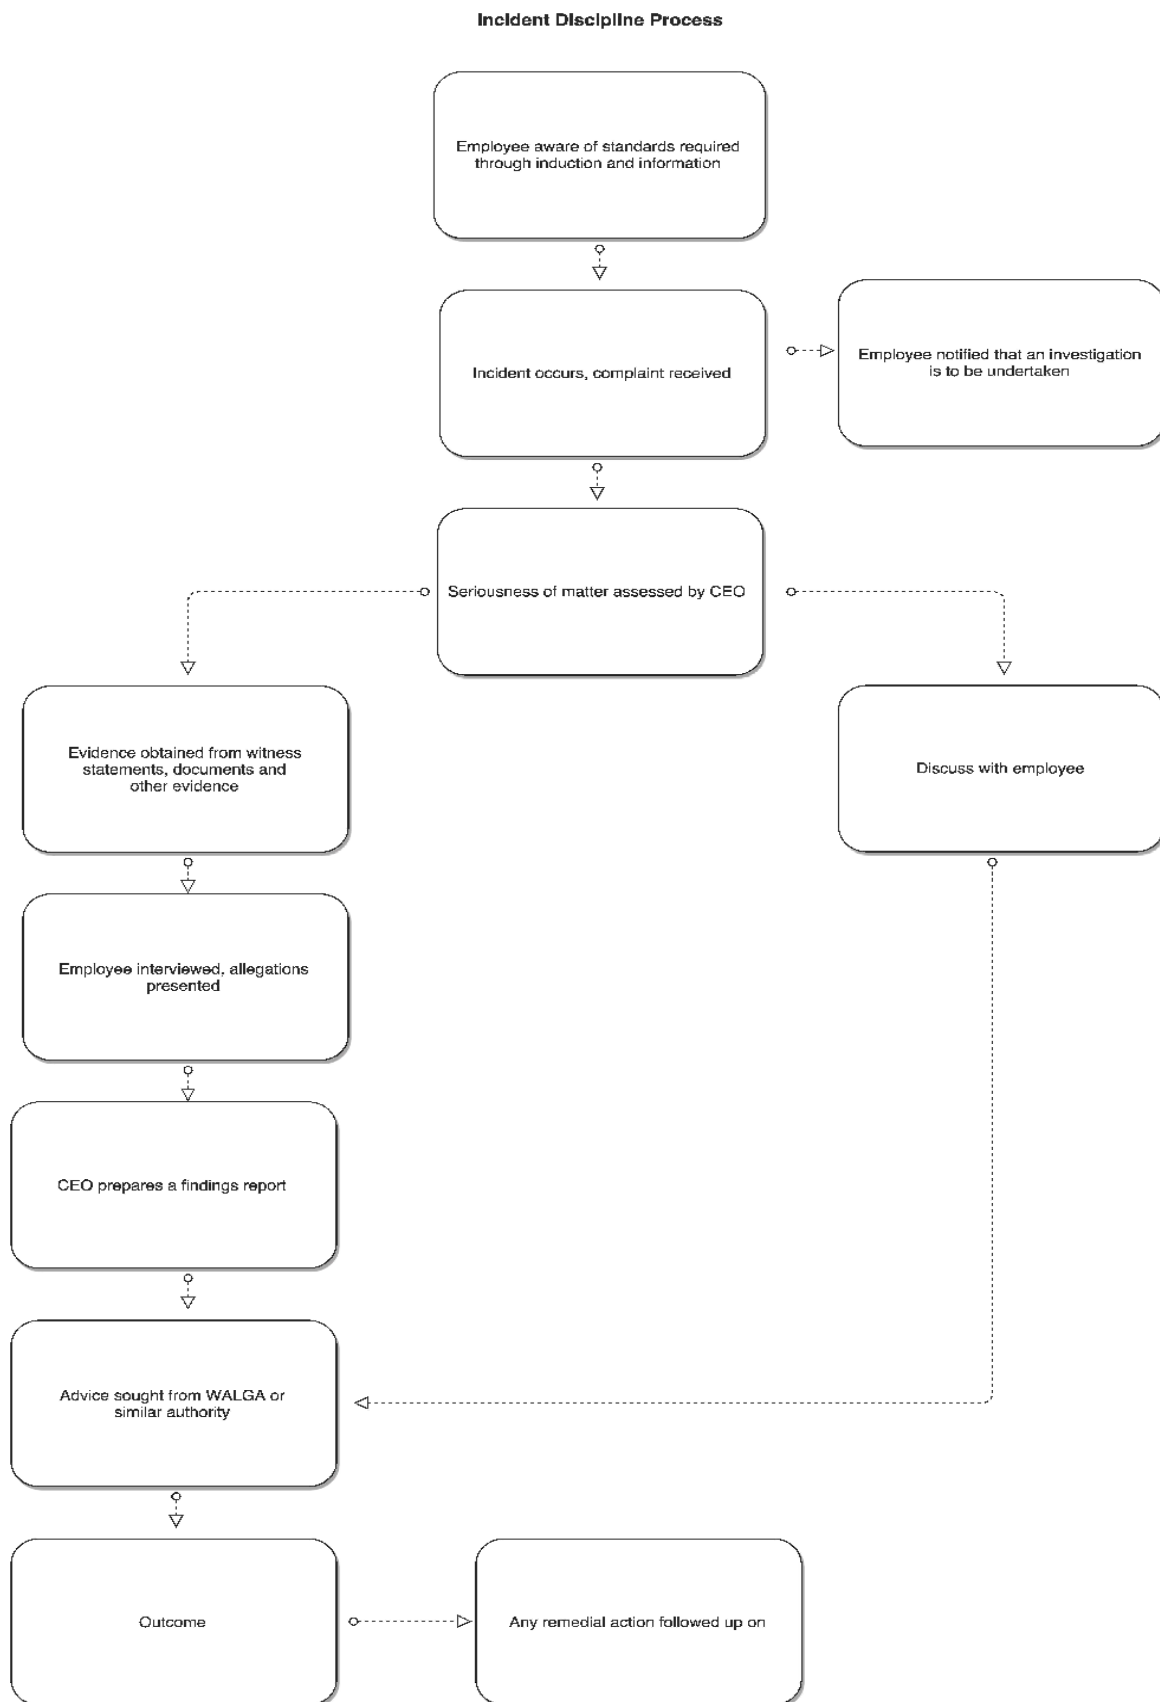 Incident Discipline Process
Employee aware of standards required
through induction and information
Incident occurs, complaint received
Employee notified that an investigation
is to be undertaken
Seriousness of matter assessed by CEO
Evidence obtained from witness
statements, documents and
other evidence
Discuss with employee
Employee interviewed, allegations
presented
CEO prepares a findings report
Advice sought from WALGA or
similar authority
Outcome
Any remedial action followed up on